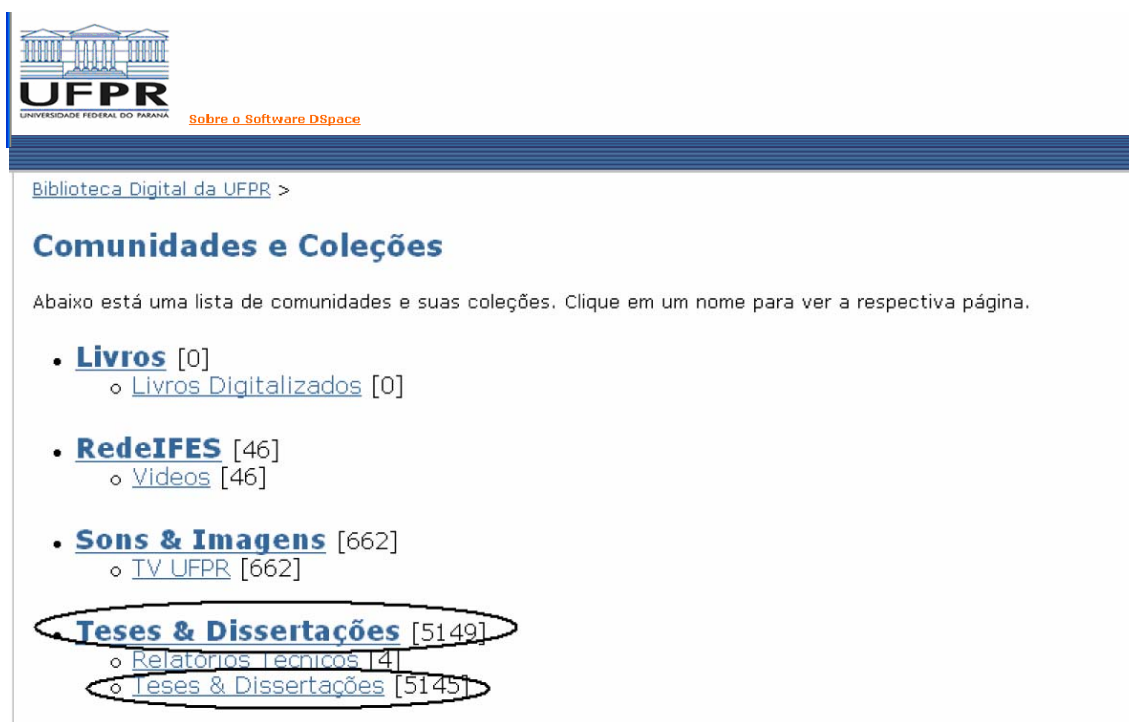 UFPR
UNIVERSIDADE FEDERAL DO PARANÁ
Sobre o Software DSpace
Biblioteca Digital da UFPR >
Comunidades e Coleções
Abaixo está uma lista de comunidades e suas coleções. Clique em um nome para ver a respectiva página.
Livros [0]
Livros Digitalizados [0]
RedeIFES [46]
Videos [46]
Sons & Imagens [662]
TV UFPR [662]
Teses & Dissertações [5149]
Relatórios Técnicos [4]
Teses & Dissertações [5145]